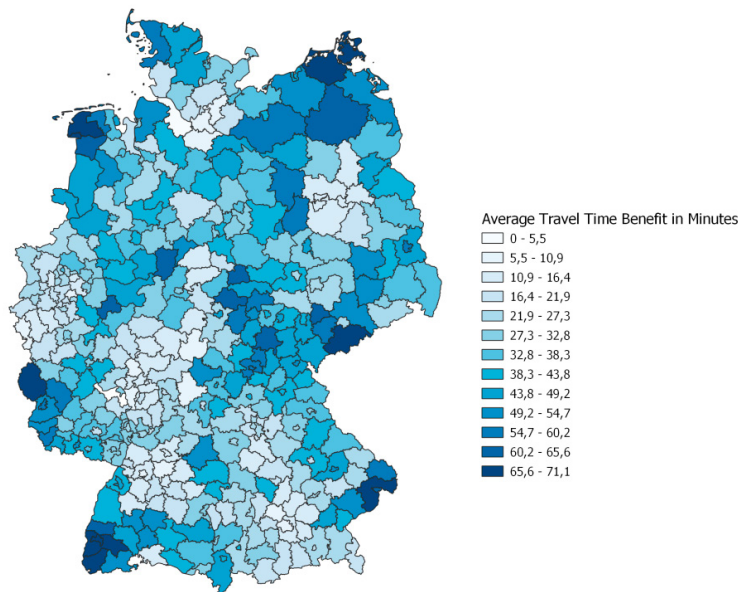 Average Travel Time Benefit in Minutes
0 - 5,5
5,5 - 10,9
10,9 - 16,4
16,4 - 21,9
21,9 - 27,3
27,3 - 32,8
32,8 - 38,3
38,3 - 43,8
43,8 - 49,2
49,2 - 54,7
54,7 - 60,2
60,2 - 65,6
65,6 - 71,1